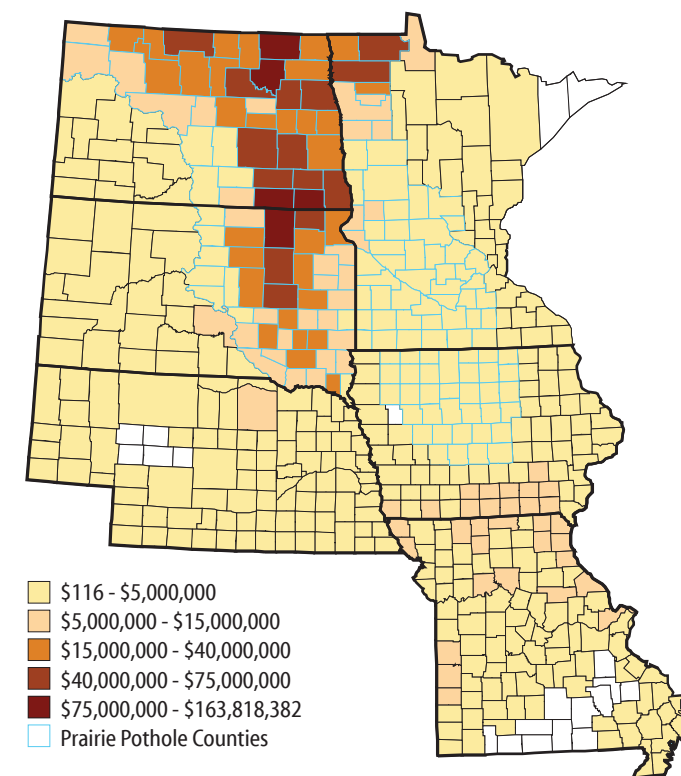 $116 - $5,000,000
$5,000,000 - $15,000,000
$15,000,000 - $40,000,000
$40,000,000 - $75,000,000
$75,000,000 - $163,818,382
Prairie Pothole Counties